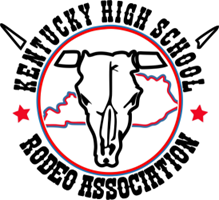 KENTUCKY HIGH SCHOOL
RODEO ASSOCIATION